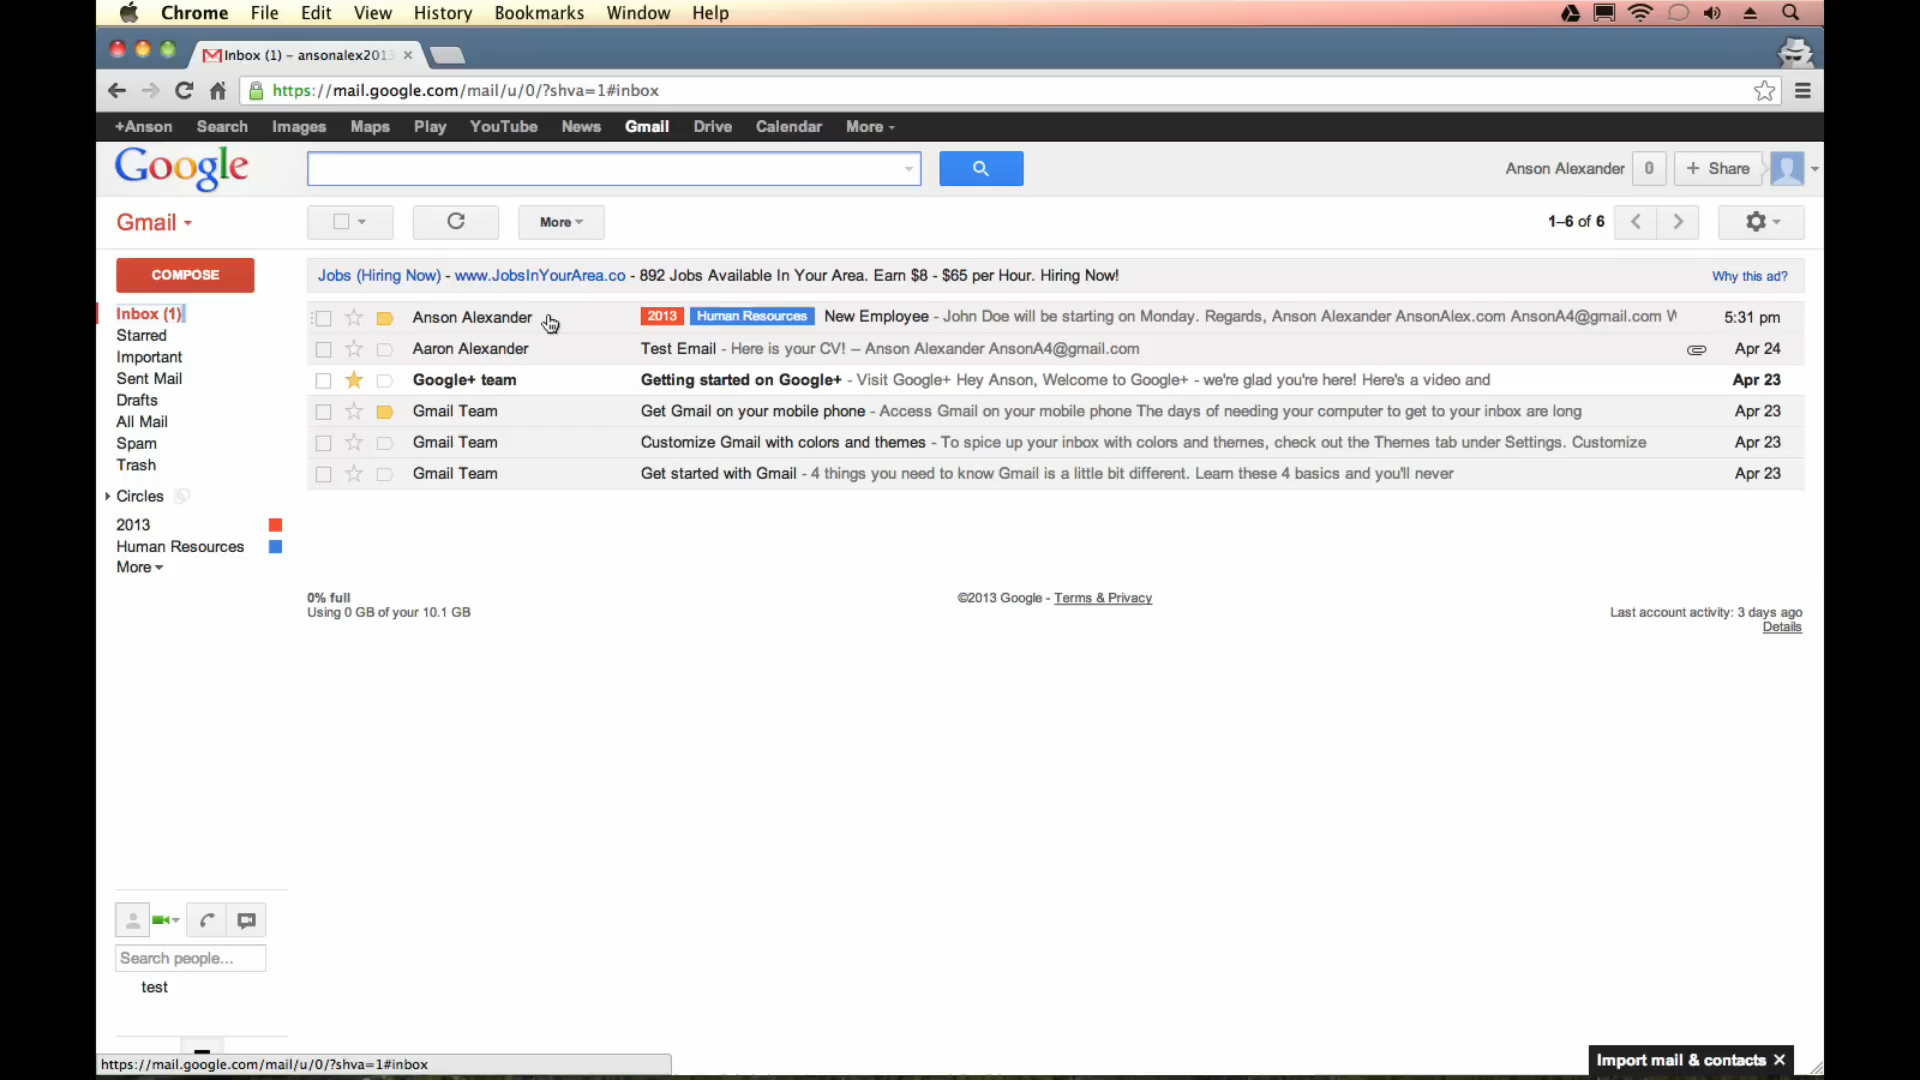 Chrome File Edit View History Bookmarks Window Help
Inbox (1) – ansonalex2013
https://mail.google.com/mail/u/0/?shva=1#inbox
+Anson Search Images Maps Play YouTube News Gmail Drive Calendar More
Google
Anson Alexander 0 + Share
Gmail
More
1–6 of 6
COMPOSE
Jobs (Hiring Now) - www.JobsInYourArea.co - 892 Jobs Available In Your Area. Earn $8 - $65 per Hour. Hiring Now! Why this ad?
Inbox (1)
Starred
Important
Sent Mail
Drafts
All Mail
Spam
Trash
Circles
2013
Human Resources
More
Anson Alexander 2013 Human Resources New Employee - John Doe will be starting on Monday. Regards, Anson Alexander AnsonAlex.com AnsonA4@gmail.com 5:31 pm
Aaron Alexander Test Email - Here is your CV! – Anson Alexander AnsonA4@gmail.com Apr 24
Google+ team Getting started on Google+ - Visit Google+ Hey Anson, Welcome to Google+ - we're glad you're here! Here's a video and Apr 23
Gmail Team Get Gmail on your mobile phone - Access Gmail on your mobile phone The days of needing your computer to get to your inbox are long Apr 23
Gmail Team Customize Gmail with colors and themes - To spice up your inbox with colors and themes, check out the Themes tab under Settings. Customize Apr 23
Gmail Team Get started with Gmail - 4 things you need to know Gmail is a little bit different. Learn these 4 basics and you'll never Apr 23
0% full
Using 0 GB of your 10.1 GB
©2013 Google - Terms & Privacy
Last account activity: 3 days ago
Details
Search people...
test
https://mail.google.com/mail/u/0/?shva=1#inbox
Import mail & contacts